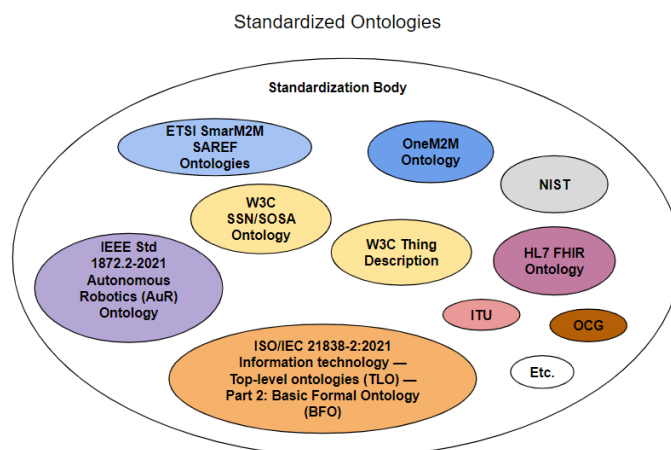 Standardized Ontologies
Standardization Body
ETSI SmarM2M
SAREF
Ontologies
OneM2M
Ontology
NIST
W3C
SSN/SOSA
Ontology
W3C Thing
Description
HL7 FHIR
Ontology
IEEE Std
1872.2-2021
Autonomous
Robotics (AuR)
Ontology
ITU
OCG
ISO/IEC 21838-2:2021
Information technology —
Top-level ontologies (TLO) —
Part 2: Basic Formal Ontology
(BFO)
Etc.